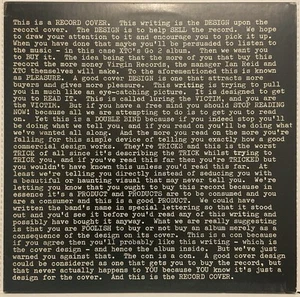 This is a RECORD COVER. This writing is the DESIGN upon the
record cover. The DESIGN is to help SELL the record. We hope
to draw your attention to it and encourage you to pick it up.
When you have done that maybe you'll be persuaded to listen to
the music - in this case XTC's Go 2 album. Then we want you
to BUY it. The idea being that the more of you that buy this
record the more money Virgin Records, the manager Ian Reid and
XTC themselves will make. To the aforementioned this is known
as PLEASURE. A good cover DESIGN is one that attracts more
buyers and gives more pleasure. This writing is trying to pull
you in much like an eye-catching picture. It is designed to get
you to READ IT. This is called luring the VICTIM, and you are
the VICTIM. But if you have a free mind you should STOP READING
NOW! because all we are attempting to do is to get you to read
on. Yet this is a DOUBLE BIND because if you indeed stop you'll
be doing what we tell you, and if you read on you'll be doing what
we've wanted all along. And the more you read on the more you're
falling for this simple device of telling you exactly how a good
commercial design works. They're TRICKS and this is the worst
TRICK of all since it's describing the TRICK whilst trying to
TRICK you, and if you've read this far then you're TRICKED but
you wouldn't have known this unless you'd read this far. At
least we're telling you directly instead of seducing you with
a beautiful or haunting visual that may never tell you. We're
letting you know that you ought to buy this record because in
essence it's a PRODUCT and PRODUCTS are to be consumed and you
are a consumer and this is a good PRODUCT. We could have
written the band's name in special lettering so that it stood
out and you'd see it before you'd read any of this writing and
possibly have bought it anyway. What we are really suggesting
is that you are FOOLISH to buy or not buy an album merely as a
consequence of the design on its cover. This is a con because
if you agree then you'll probably like this writing - which is
the cover design - and hence the album inside. But we've just
warned you against that. The con is a con. A good cover design
could be considered as one that gets you to buy the record, but
that never actually happens to YOU because YOU know it's just a
design for the cover. And this is the RECORD COVER.